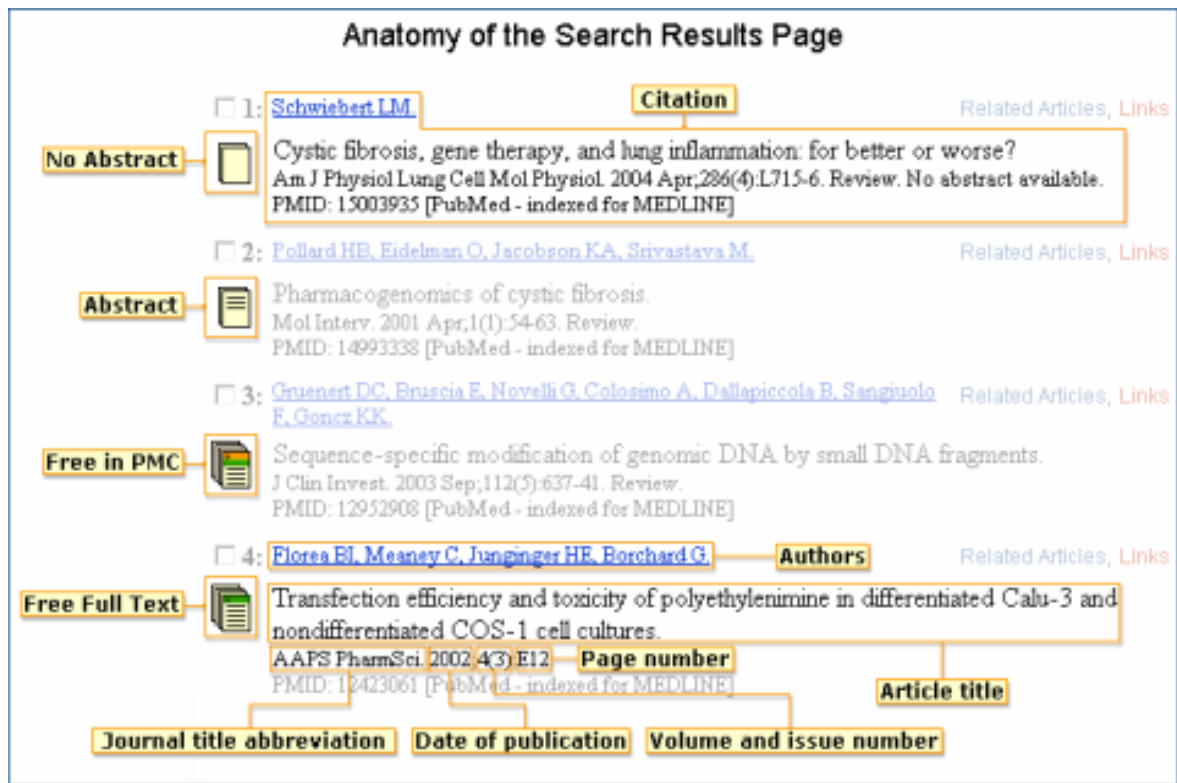 Anatomy of the Search Results Page
1: Schwiebert LM. Citation Related Articles, Links
No Abstract
Cystic fibrosis, gene therapy, and lung inflammation: for better or worse?
Am J Physiol Lung Cell Mol Physiol. 2004 Apr;286(4):L715-6. Review. No abstract available.
PMID: 15003935 [PubMed - indexed for MEDLINE]
2: Pollard HB, Eidelman O, Jacobson KA, Srivastava M. Related Articles, Links
Abstract
Pharmacogenomics of cystic fibrosis.
Mol Interv. 2001 Apr;1(1):54-63. Review.
PMID: 14993338 [PubMed - indexed for MEDLINE]
3: Gruenert DC, Bruscia E, Novelli G, Colosimo A, Dallapiccola B, Sangiuolo Related Articles, Links
F, Goncz KK.
Free in PMC
Sequence-specific modification of genomic DNA by small DNA fragments.
J Clin Invest. 2003 Sep;112(5):637-41. Review.
PMID: 12952908 [PubMed - indexed for MEDLINE]
4: Florea BI, Meaney C, Junginger HE, Borchard G. Authors Related Articles, Links
Free Full Text
Transfection efficiency and toxicity of polyethylenimine in differentiated Calu-3 and
nondifferentiated COS-1 cell cultures.
AAPS PharmSci. 2002;4(3):E12 Page number
PMID: 12423061 [PubMed - indexed for MEDLINE]
Article title
Journal title abbreviation Date of publication Volume and issue number